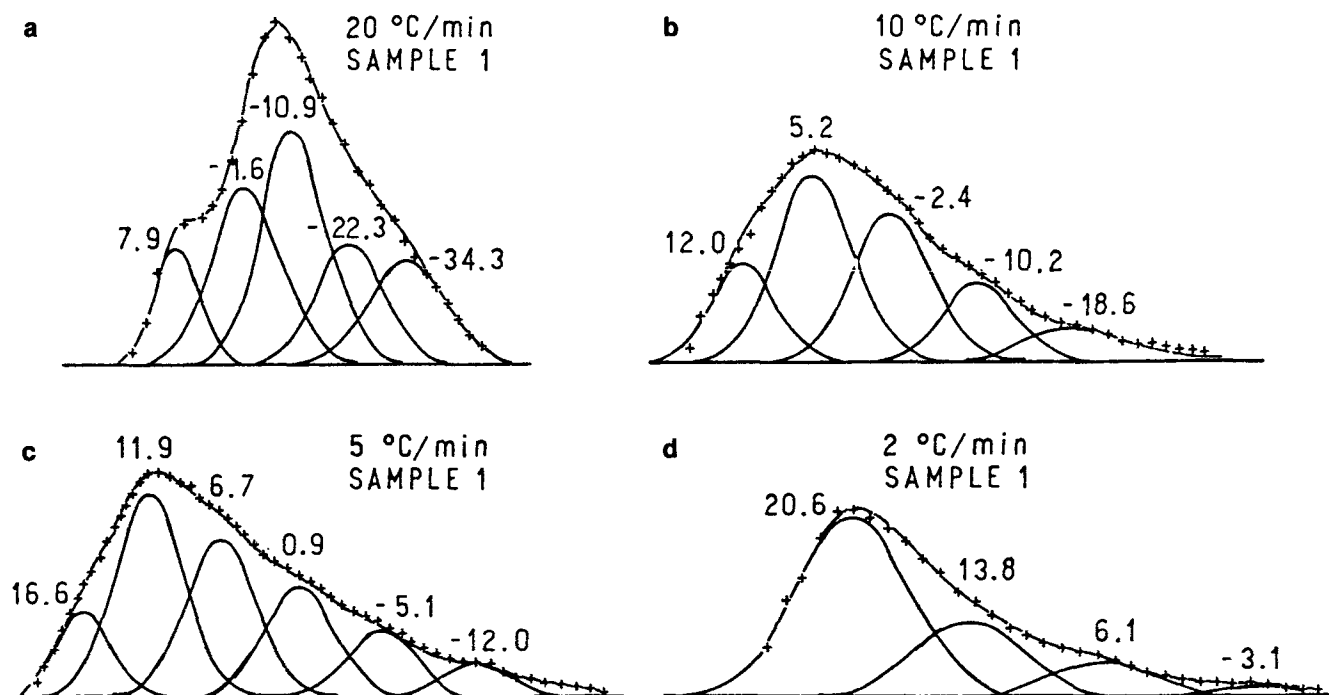 a
20 °C/min
SAMPLE 1
-10.9
-1.6
7.9
-22.3
-34.3
b
10 °C/min
SAMPLE 1
5.2
12.0
-2.4
-10.2
-18.6
c
5 °C/min
SAMPLE 1
11.9
6.7
0.9
16.6
-5.1
-12.0
d
2 °C/min
SAMPLE 1
20.6
13.8
6.1
-3.1